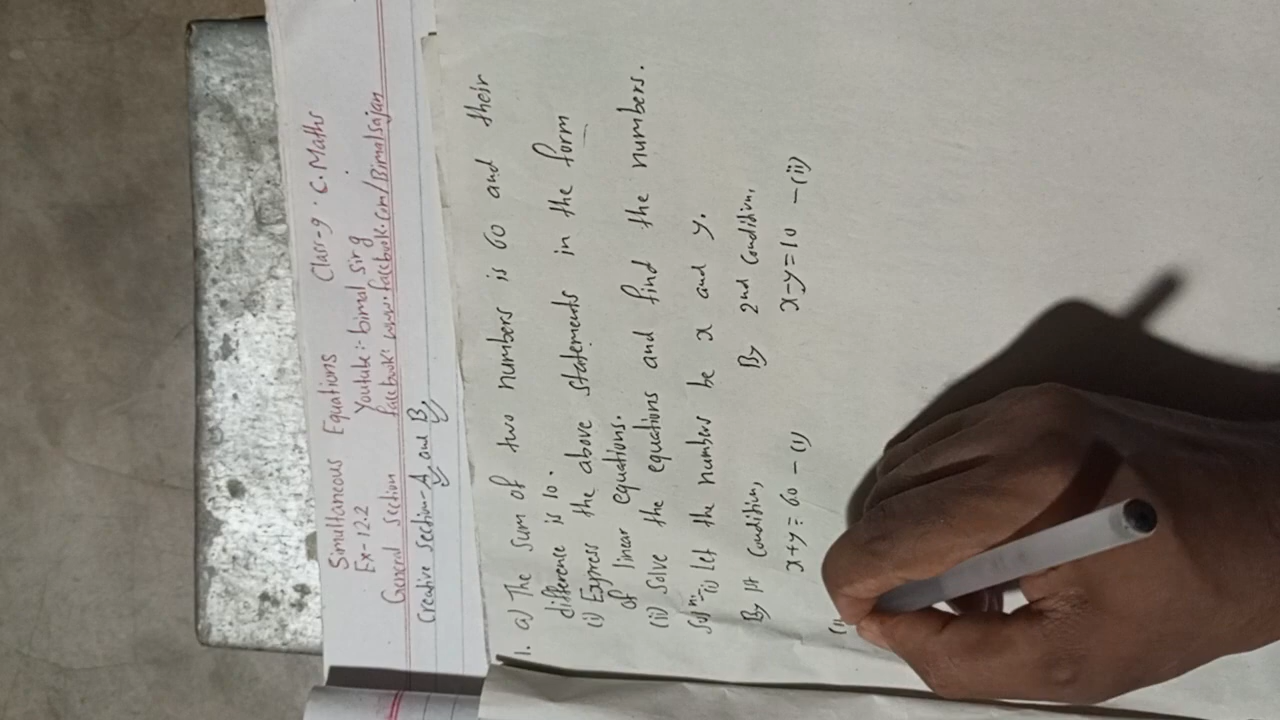 Simultaneous Equations Class-9. C.Maths
Ex-12.2 Youtube:- bimal sir g
General section facebook: www.facebook.com/Bimalsajan
Creative section-A and B.
1. a) The sum of two numbers is 60 and their
difference is 10.
(i) Express the above statements in the form
of linear equations.
(ii) Solve the equations and find the numbers.
Solⁿ:- i) Let the numbers be x and y.
By 1st Condition, By 2nd Condition,
x+y=60 -(i) x-y=10 -(ii)
(ii